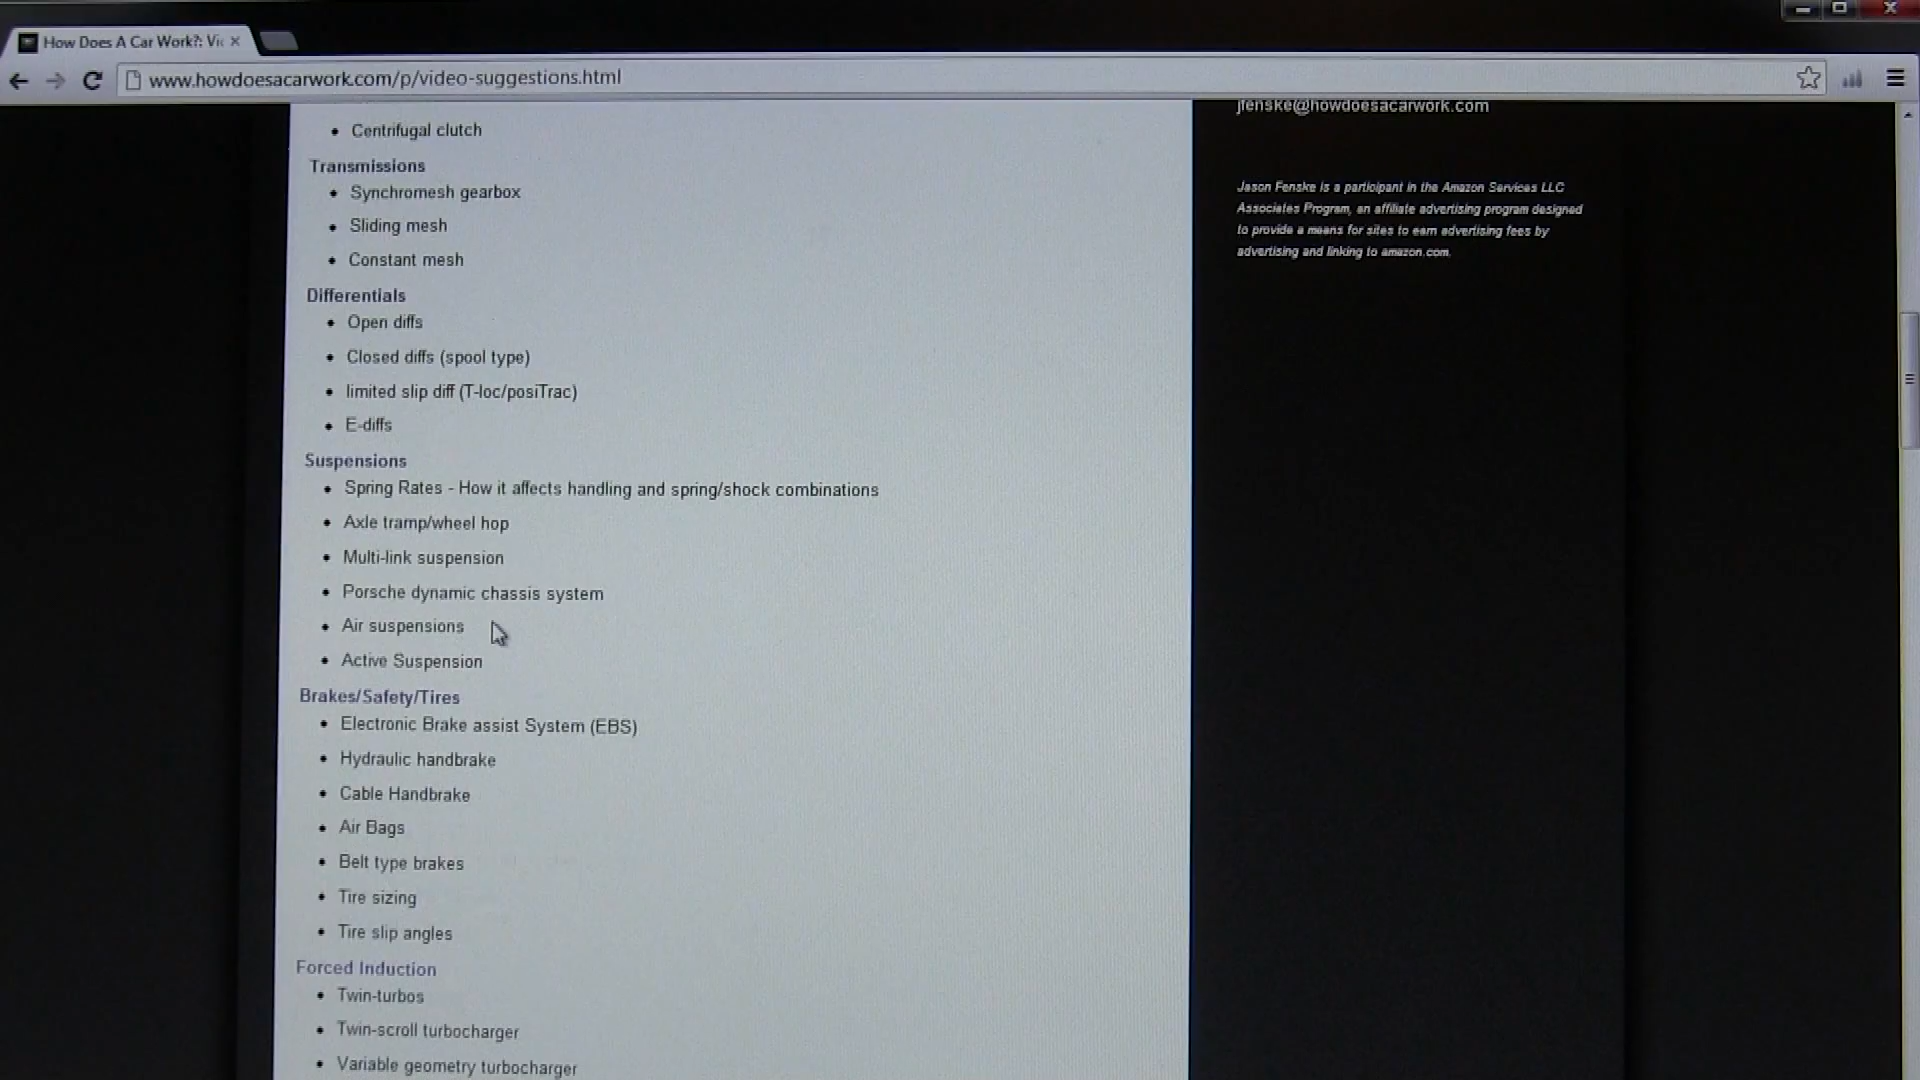 How Does A Car Work?: Vic
www.howdoesacarwork.com/p/video-suggestions.html
Centrifugal clutch
Transmissions
Synchromesh gearbox
Sliding mesh
Constant mesh
Differentials
Open diffs
Closed diffs (spool type)
limited slip diff (T-loc/posiTrac)
E-diffs
Suspensions
Spring Rates - How it affects handling and spring/shock combinations
Axle tramp/wheel hop
Multi-link suspension
Porsche dynamic chassis system
Air suspensions
Active Suspension
Brakes/Safety/Tires
Electronic Brake assist System (EBS)
Hydraulic handbrake
Cable Handbrake
Air Bags
Belt type brakes
Tire sizing
Tire slip angles
Forced Induction
Twin-turbos
Twin-scroll turbocharger
Variable geometry turbocharger
jfenske@howdoesacarwork.com
Jason Fenske is a participant in the Amazon Services LLC
Associates Program, an affiliate advertising program designed
to provide a means for sites to earn advertising fees by
advertising and linking to amazon.com.